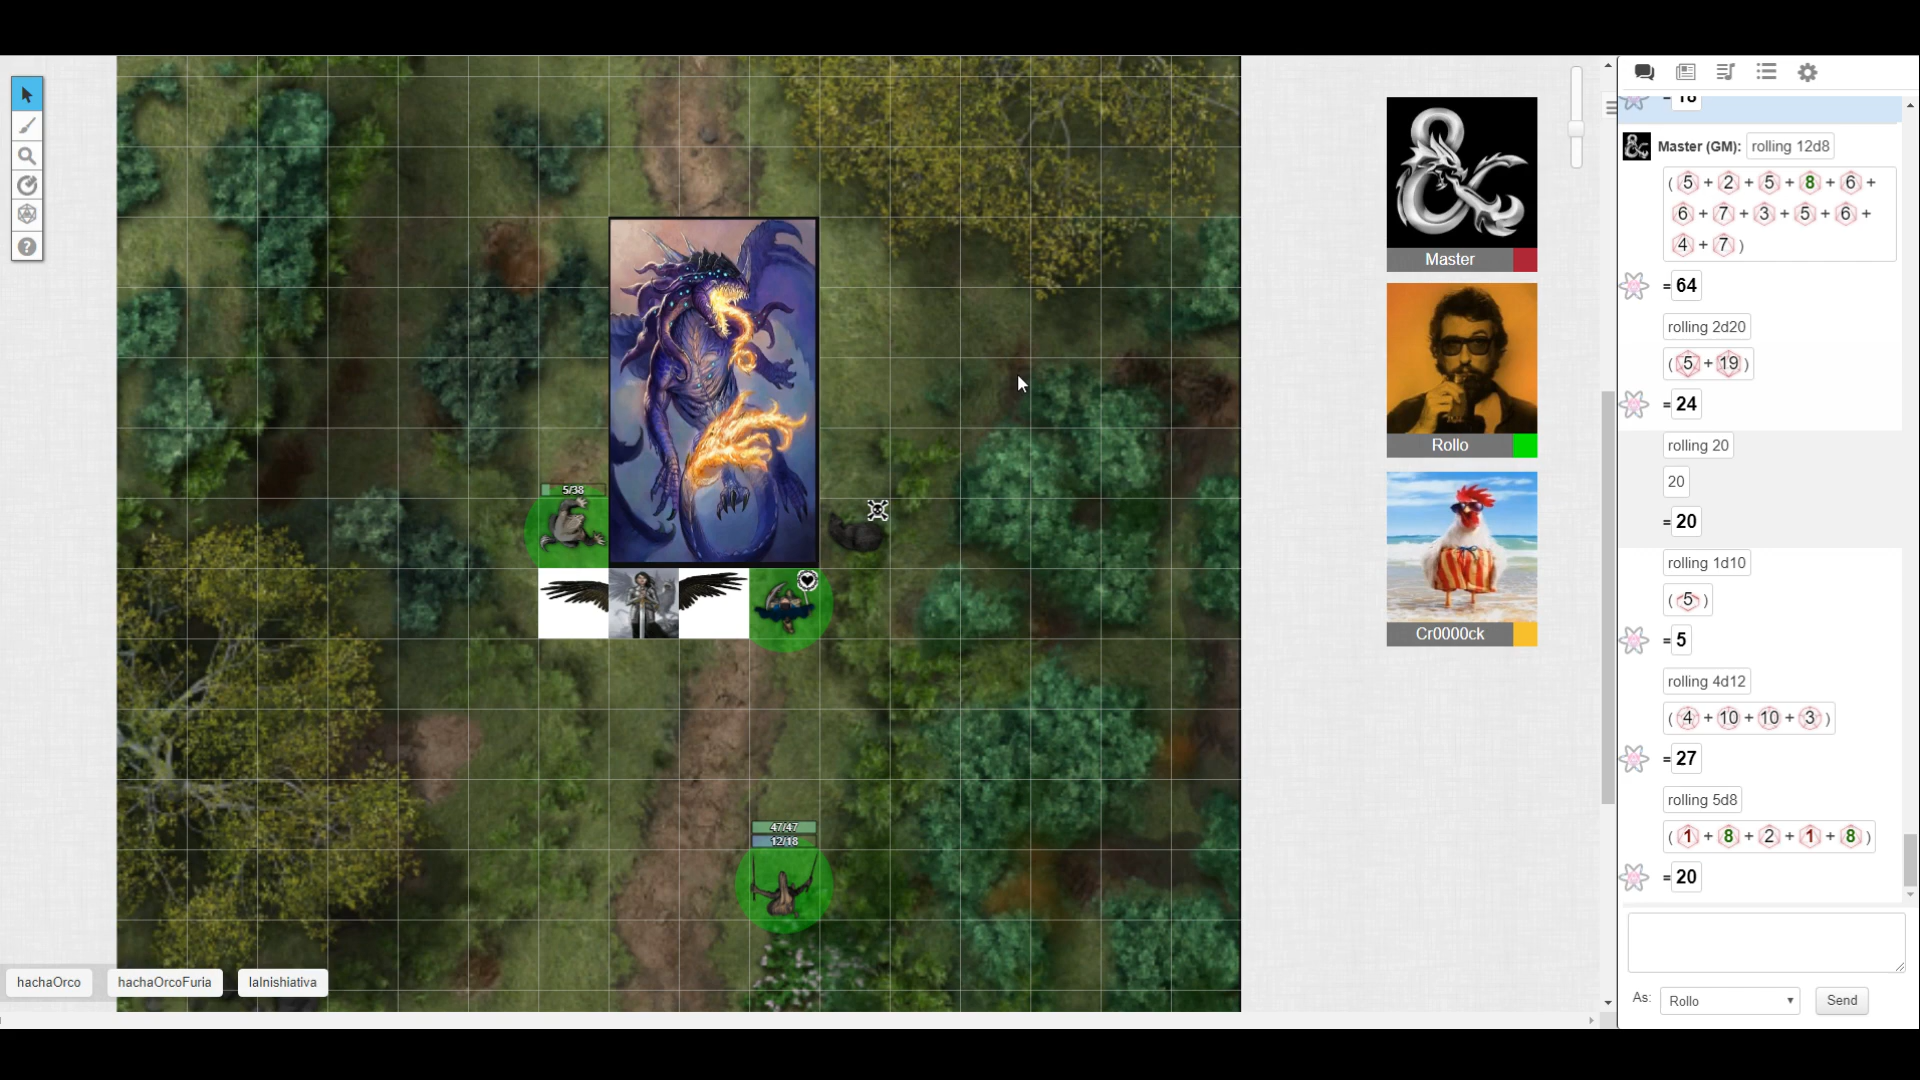 5/38
47/47
12/18
hachaOrco
hachaOrcoFuria
laInishiativa
Master
Rollo
Cr0000ck
= 18
Master (GM): rolling 12d8
(5+2+5+8+6+
6+7+3+5+6+
4+7)
=64
rolling 2d20
(5+19)
=24
rolling 20
20
=20
rolling 1d10
(5)
=5
rolling 4d12
(4+10+10+3)
=27
rolling 5d8
(1+8+2+1+8)
=20
As: Rollo Send